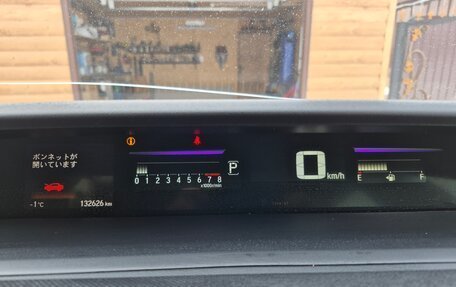 ボンネットが
開いています
-1°C 132626 km
0 1 2 3 4 5 6 7 8
x1000r/min
P
0 km/h
E F